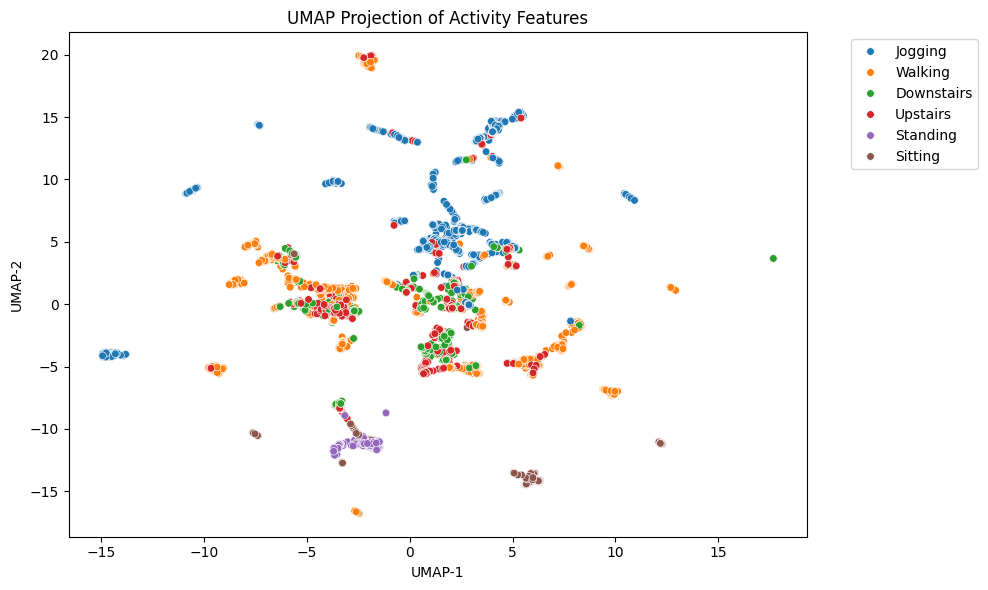 UMAP Projection of Activity Features
Jogging
Walking
Downstairs
Upstairs
Standing
Sitting
UMAP-2
20
15
10
5
0
−5
−10
−15
−15
−10
−5
0
5
10
15
UMAP-1